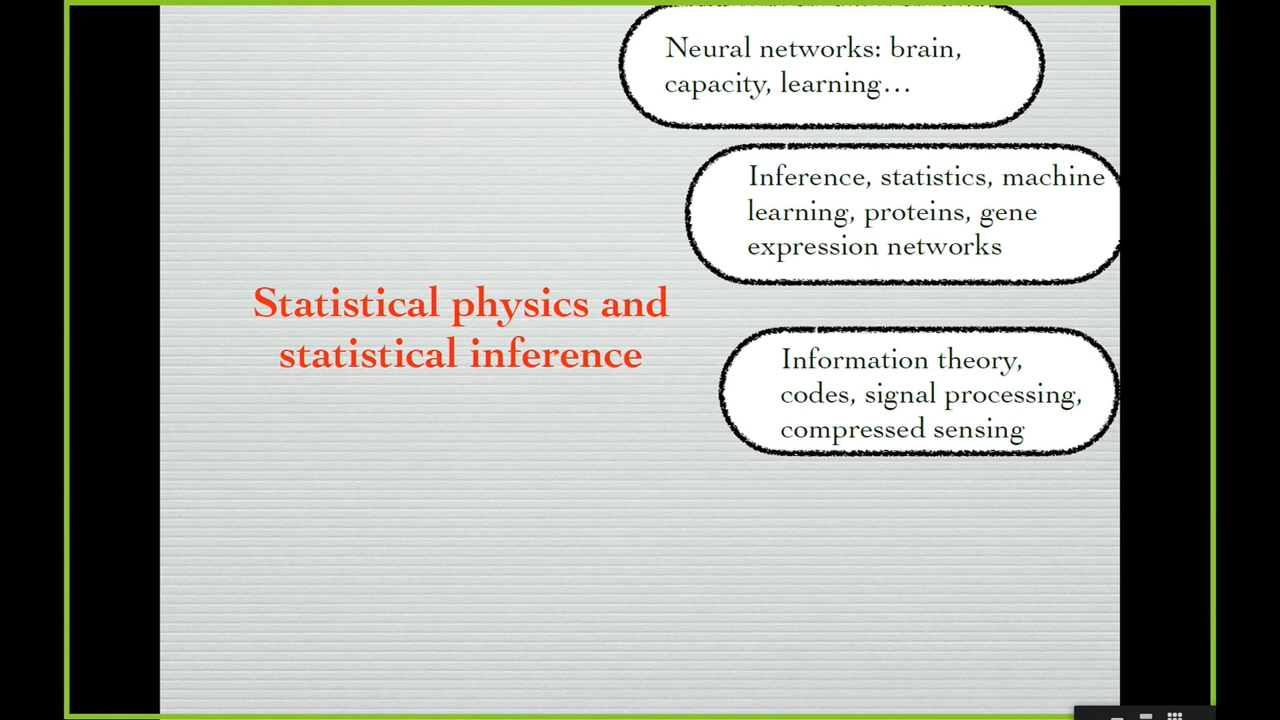 Neural networks: brain,
capacity, learning…
Inference, statistics, machine
learning, proteins, gene
expression networks
Statistical physics and
statistical inference
Information theory,
codes, signal processing,
compressed sensing